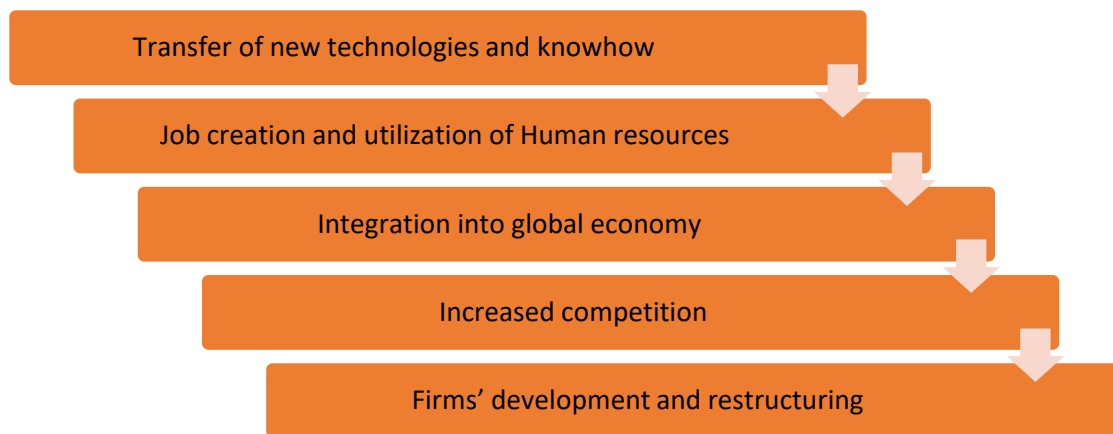 Transfer of new technologies and knowhow
Job creation and utilization of Human resources
Integration into global economy
Increased competition
Firms’ development and restructuring